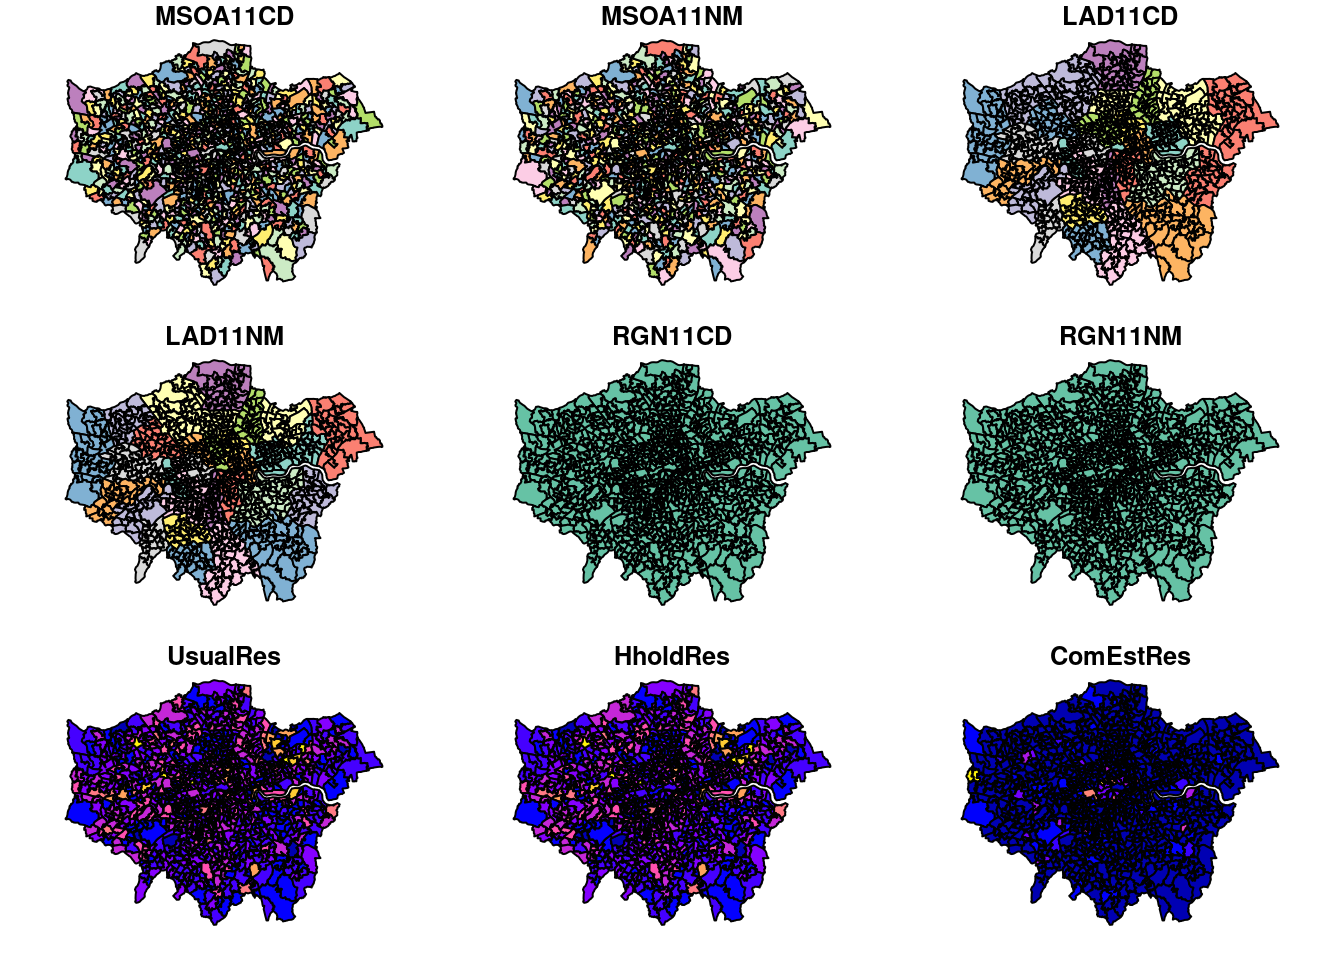 MSOA11CD
MSOA11NM
LAD11CD
LAD11NM
RGN11CD
RGN11NM
UsualRes
HholdRes
ComEstRes